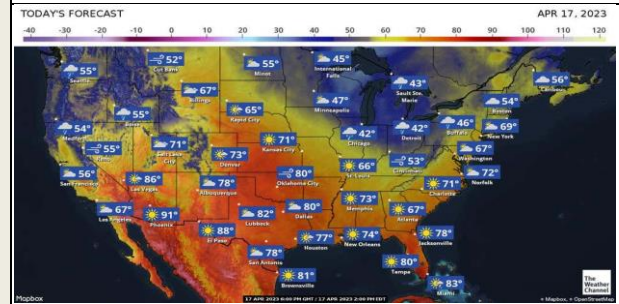 TODAY'S FORECAST
APR 17, 2023
-40 -30 -20 -10 0 10 20 30 40 50 60 70 80 90 100 110 120
55°
Seattle
52°
Cut Bank
55°
Minot
45°
International Falls
56°
Caribou
67°
Billings
43°
Sault Ste. Marie
54°
Boston
55°
Boise
65°
Rapid City
47°
Minneapolis
46°
Buffalo
69°
New York
54°
Medford
42°
Chicago
42°
Detroit
55°
Reno
71°
Salt Lake City
73°
Denver
71°
Kansas City
66°
St. Louis
53°
Cincinnati
67°
Washington
56°
San Francisco
86°
Las Vegas
78°
Albuquerque
80°
Oklahoma City
73°
Memphis
71°
Charlotte
72°
Norfolk
67°
Los Angeles
91°
Phoenix
82°
Lubbock
80°
Dallas
67°
Atlanta
88°
El Paso
77°
Houston
74°
New Orleans
78°
Jacksonville
78°
San Antonio
81°
Brownsville
80°
Tampa
83°
Miami
The
Weather
Channel
Mapbox
17 APR 2023 6:00 PM GMT / 17 APR 2023 2:00 PM EDT
© Mapbox, © OpenStreetMap